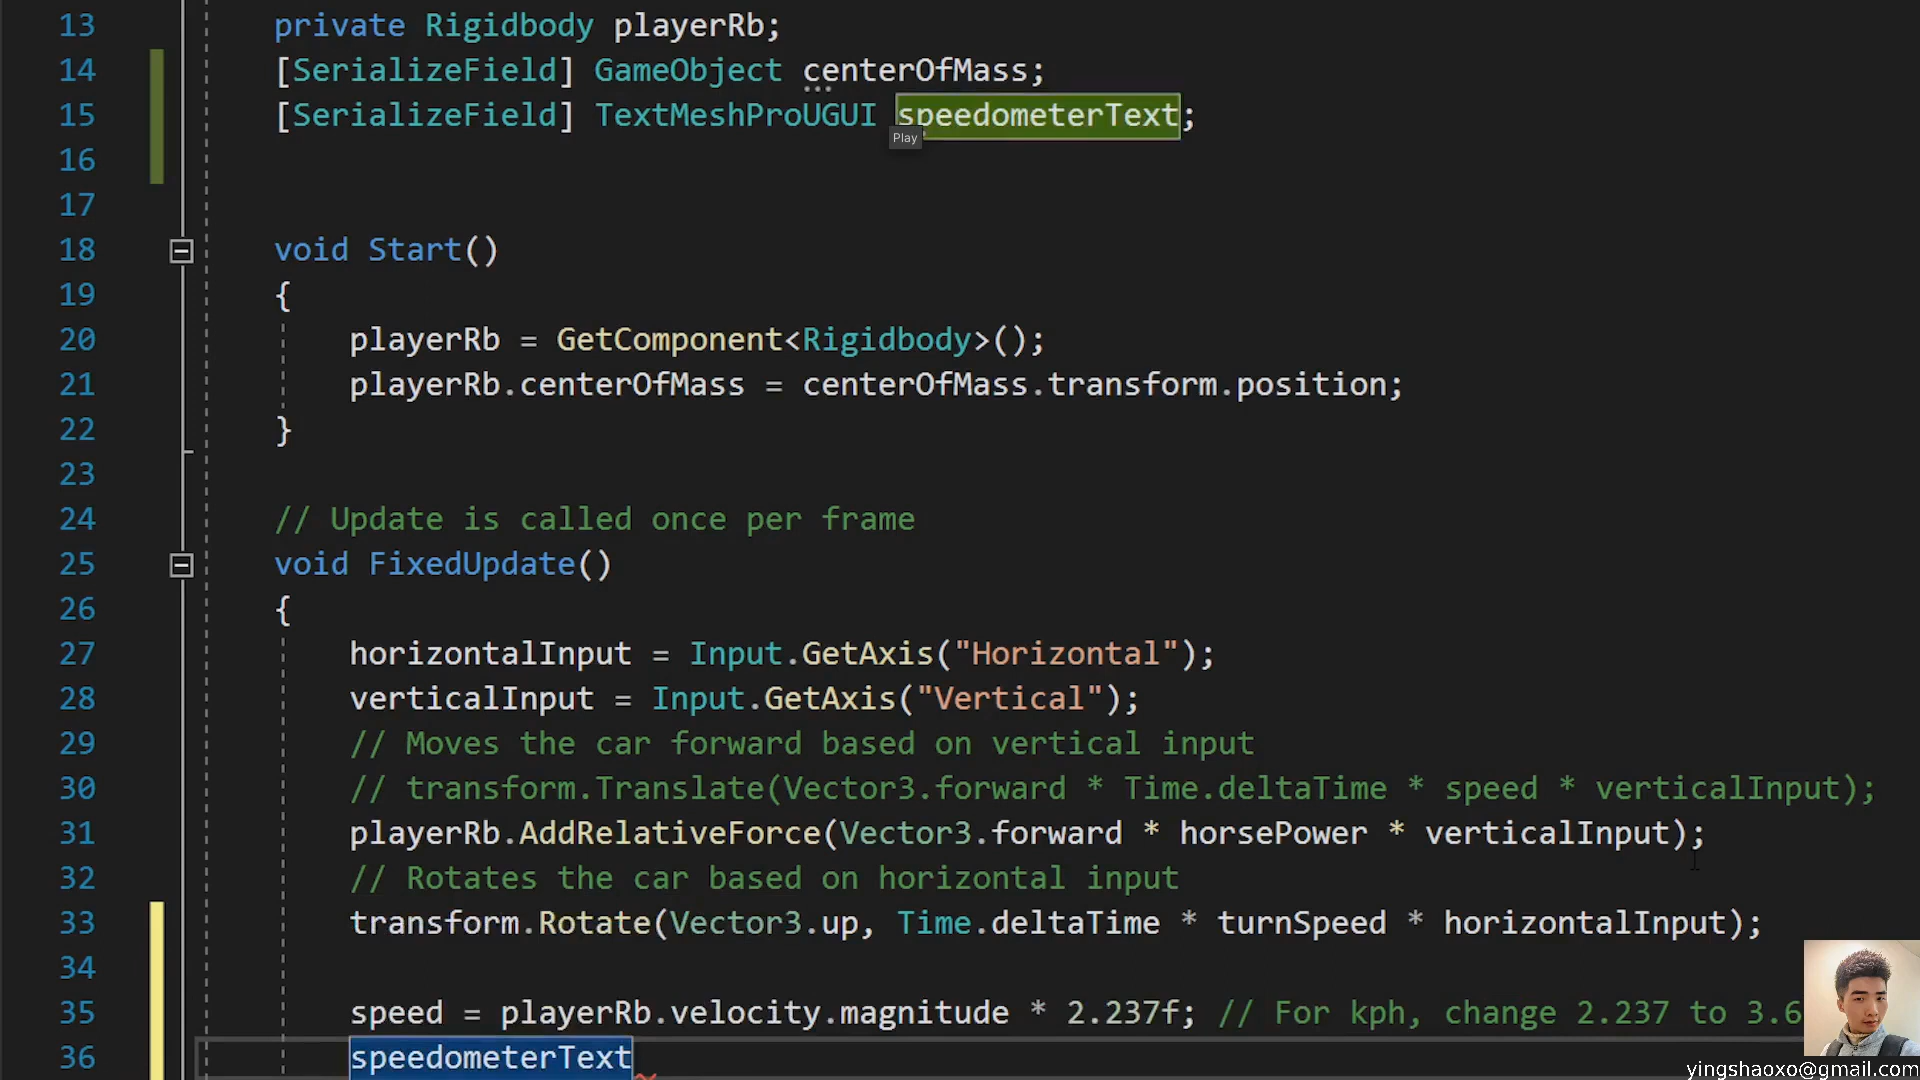 13 private Rigidbody playerRb;
14 [SerializeField] GameObject centerOfMass;
15 [SerializeField] TextMeshProUGUI speedometerText;
Play
16
17
18 void Start()
19 {
20 playerRb = GetComponent<Rigidbody>();
21 playerRb.centerOfMass = centerOfMass.transform.position;
22 }
23
24 // Update is called once per frame
25 void FixedUpdate()
26 {
27 horizontalInput = Input.GetAxis("Horizontal");
28 verticalInput = Input.GetAxis("Vertical");
29 // Moves the car forward based on vertical input
30 // transform.Translate(Vector3.forward * Time.deltaTime * speed * verticalInput);
31 playerRb.AddRelativeForce(Vector3.forward * horsePower * verticalInput);
32 // Rotates the car based on horizontal input
33 transform.Rotate(Vector3.up, Time.deltaTime * turnSpeed * horizontalInput);
34
35 speed = playerRb.velocity.magnitude * 2.237f; // For kph, change 2.237 to 3.6
36 speedometerText
yingshaoxo@gmail.com